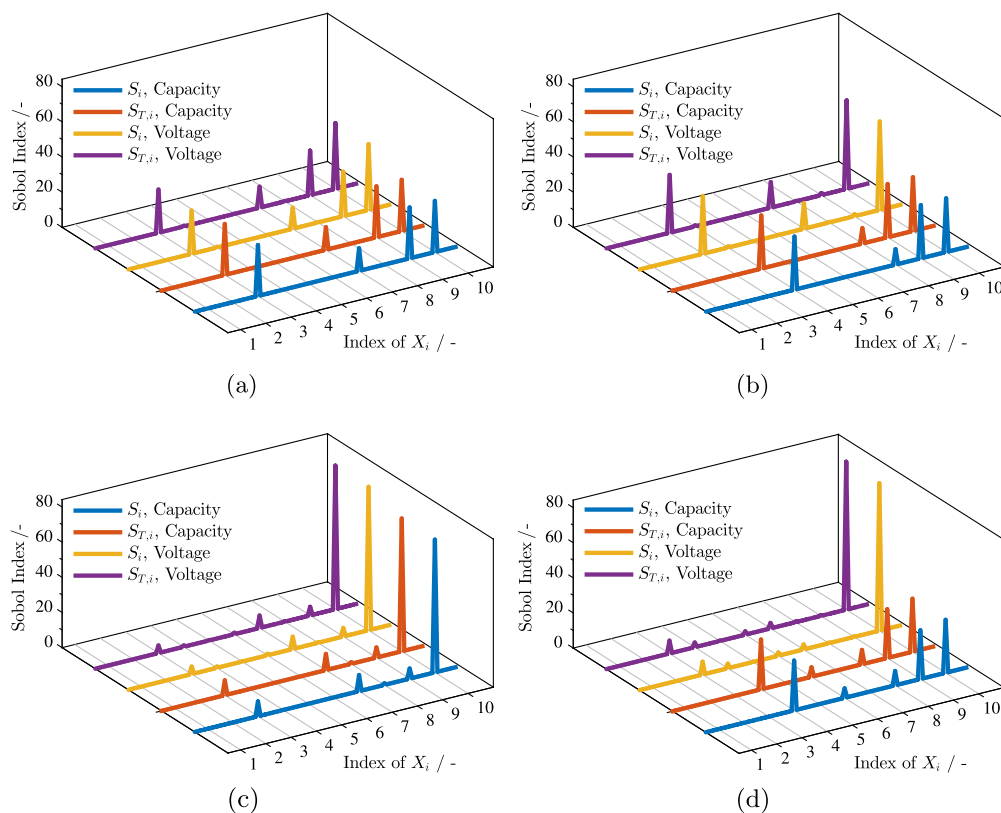 80
60
40
20
0
Sobol Index /-
S_i, Capacity
S_{T,i}, Capacity
S_i, Voltage
S_{T,i}, Voltage
1 2 3 4 5 6 7 8 9 10
Index of X_i / -
(a)
80
60
40
20
0
Sobol Index /-
S_i, Capacity
S_{T,i}, Capacity
S_i, Voltage
S_{T,i}, Voltage
1 2 3 4 5 6 7 8 9 10
Index of X_i / -
(b)
80
60
40
20
0
Sobol Index /-
S_i, Capacity
S_{T,i}, Capacity
S_i, Voltage
S_{T,i}, Voltage
1 2 3 4 5 6 7 8 9 10
Index of X_i / -
(c)
80
60
40
20
0
Sobol Index /-
S_i, Capacity
S_{T,i}, Capacity
S_i, Voltage
S_{T,i}, Voltage
1 2 3 4 5 6 7 8 9 10
Index of X_i / -
(d)